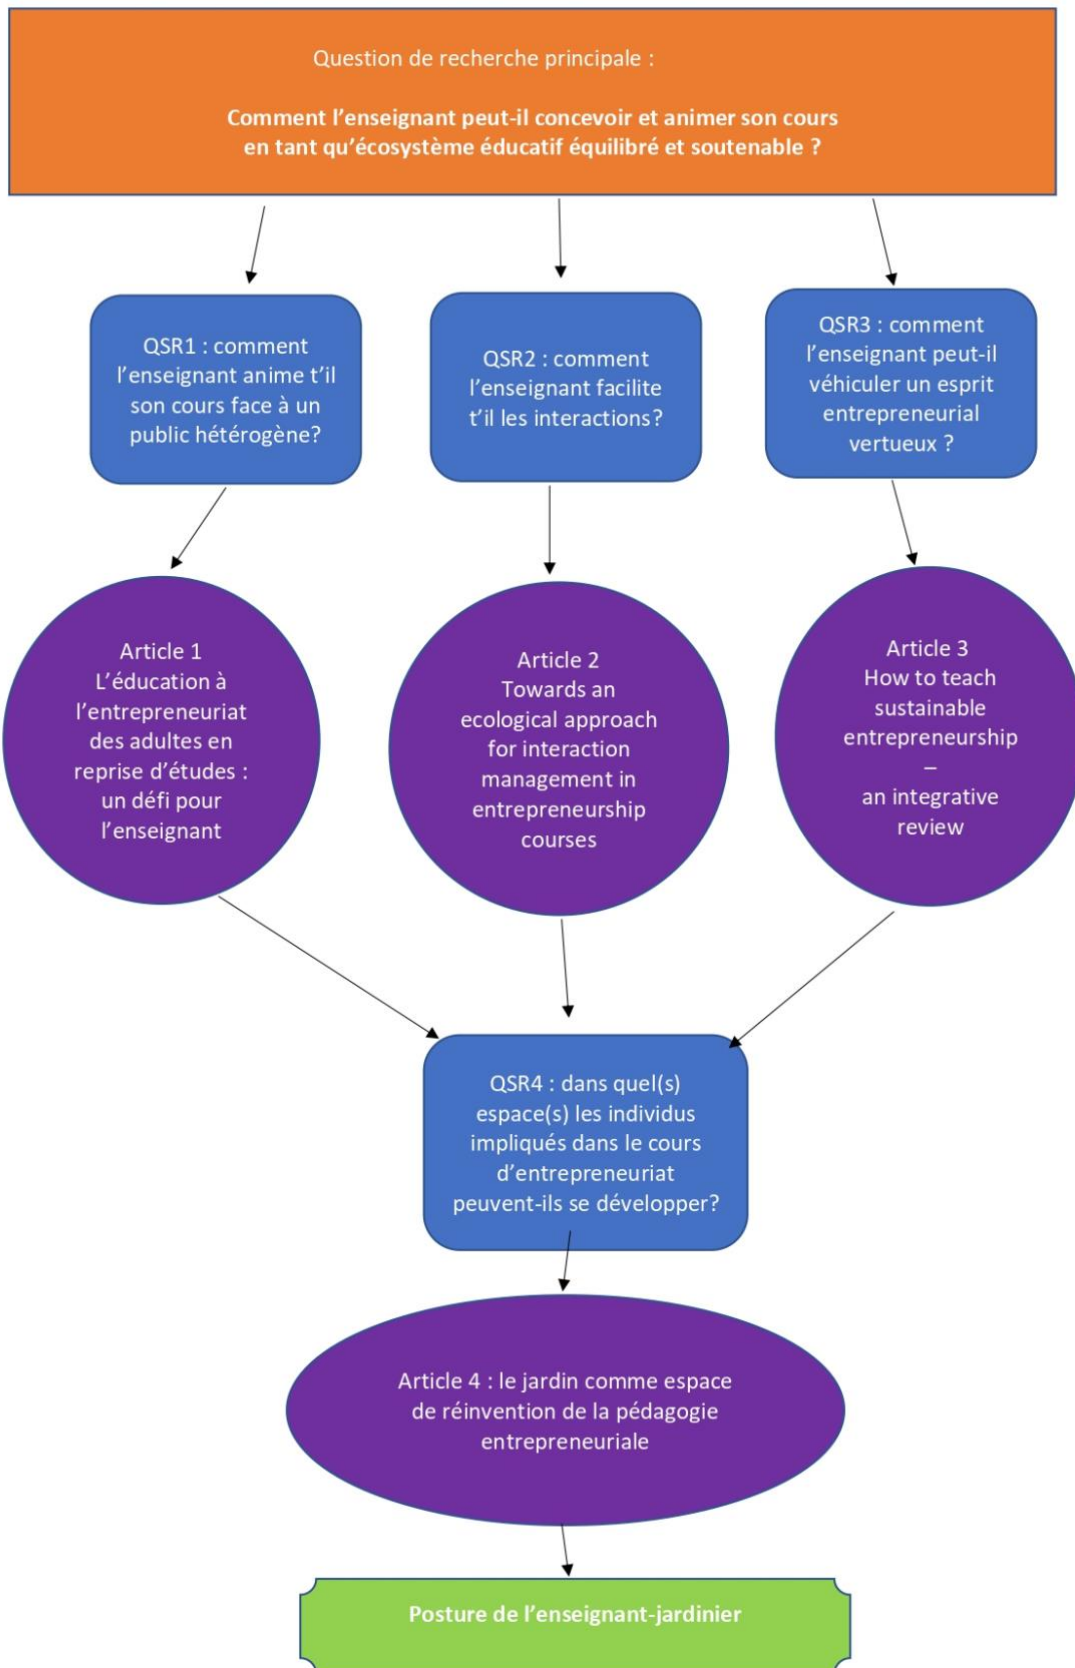 Question de recherche principale :
Comment l'enseignant peut-il concevoir et animer son cours
en tant qu'écosystème éducatif équilibré et soutenable ?
QSR1 : comment
l'enseignant anime t'il
son cours face à un
public hétérogène?
QSR2 : comment
l'enseignant facilite
t'il les interactions?
QSR3 : comment
l'enseignant peut-il
véhiculer un esprit
entrepreneurial
vertueux ?
Article 1
L'éducation à
l'entrepreneuriat
des adultes en
reprise d'études :
un défi pour
l'enseignant
Article 2
Towards an
ecological approach
for interaction
management in
entrepreneurship
courses
Article 3
How to teach
sustainable
entrepreneurship
–
an integrative
review
QSR4 : dans quel(s)
espace(s) les individus
impliqués dans le cours
d'entrepreneuriat
peuvent-ils se développer?
Article 4 : le jardin comme espace
de réinvention de la pédagogie
entrepreneuriale
Posture de l'enseignant-jardinier